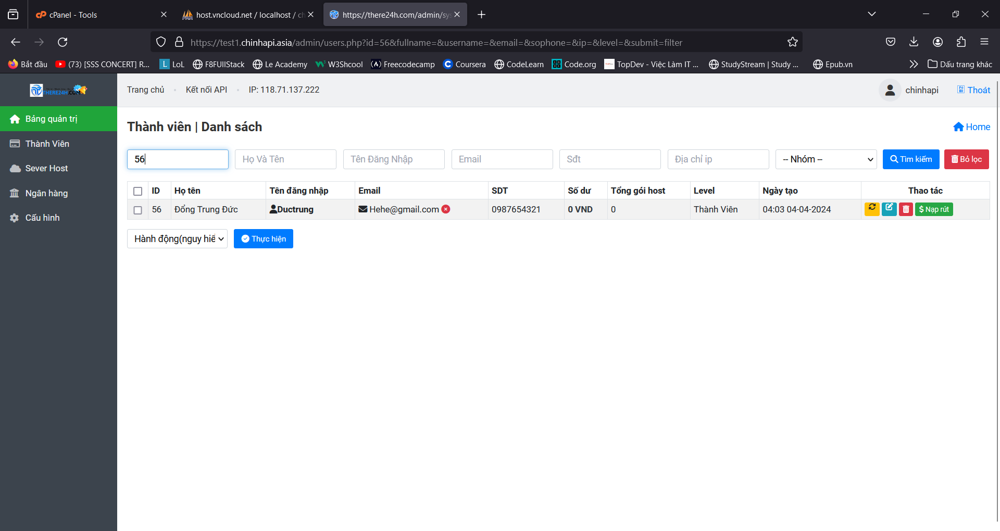 cPanel - Tools
host.vncloud.net / localhost / ch
https://there24h.com/admin/sys
https://test1.chinhapi.asia/admin/users.php?id=56&fullname=&username=&email=&sophone=&ip=&level=&submit=filter
Bắt đầu (73) [SSS CONCERT] R... L LoL F8FUllStack Le Academy W3Shcool Freecodecamp Coursera CodeLearn Code.org TopDev - Việc Làm IT ... StudyStream | Study ... Epub.vn Dấu trang khác
THERE24H.COM
Trang chủ • Kết nối API • IP: 118.71.137.222
chinhapi Thoát
Bảng quản trị
Thành Viên
Sever Host
Ngân hàng
Cấu hình
Thành viên | Danh sách
Home
56 Họ Và Tên Tên Đăng Nhập Email Sđt Địa chỉ ip -- Nhóm -- Tìm kiếm Bỏ lọc
ID Họ tên Tên đăng nhập Email SDT Số dư Tổng gói host Level Ngày tạo Thao tác
56 Đổng Trung Đức Ductrung Hehe@gmail.com 0987654321 0 VND 0 Thành Viên 04:03 04-04-2024 $ Nạp rút
Hành động(nguy hiể Thực hiện